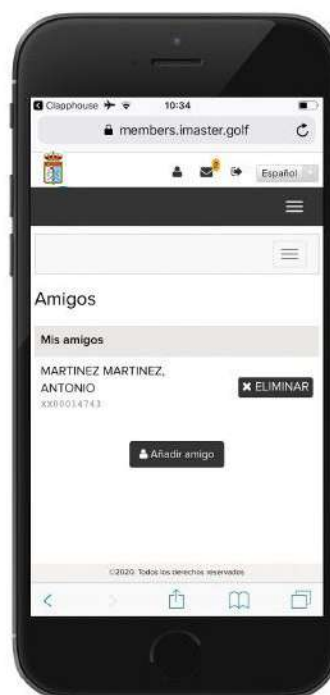 Clapphouse
10:34
members.imaster.golf
Español
Amigos
Mis amigos
MARTINEZ MARTINEZ,
ANTONIO
XX00014743
ELIMINAR
Añadir amigo
©2020. Todos los derechos reservados